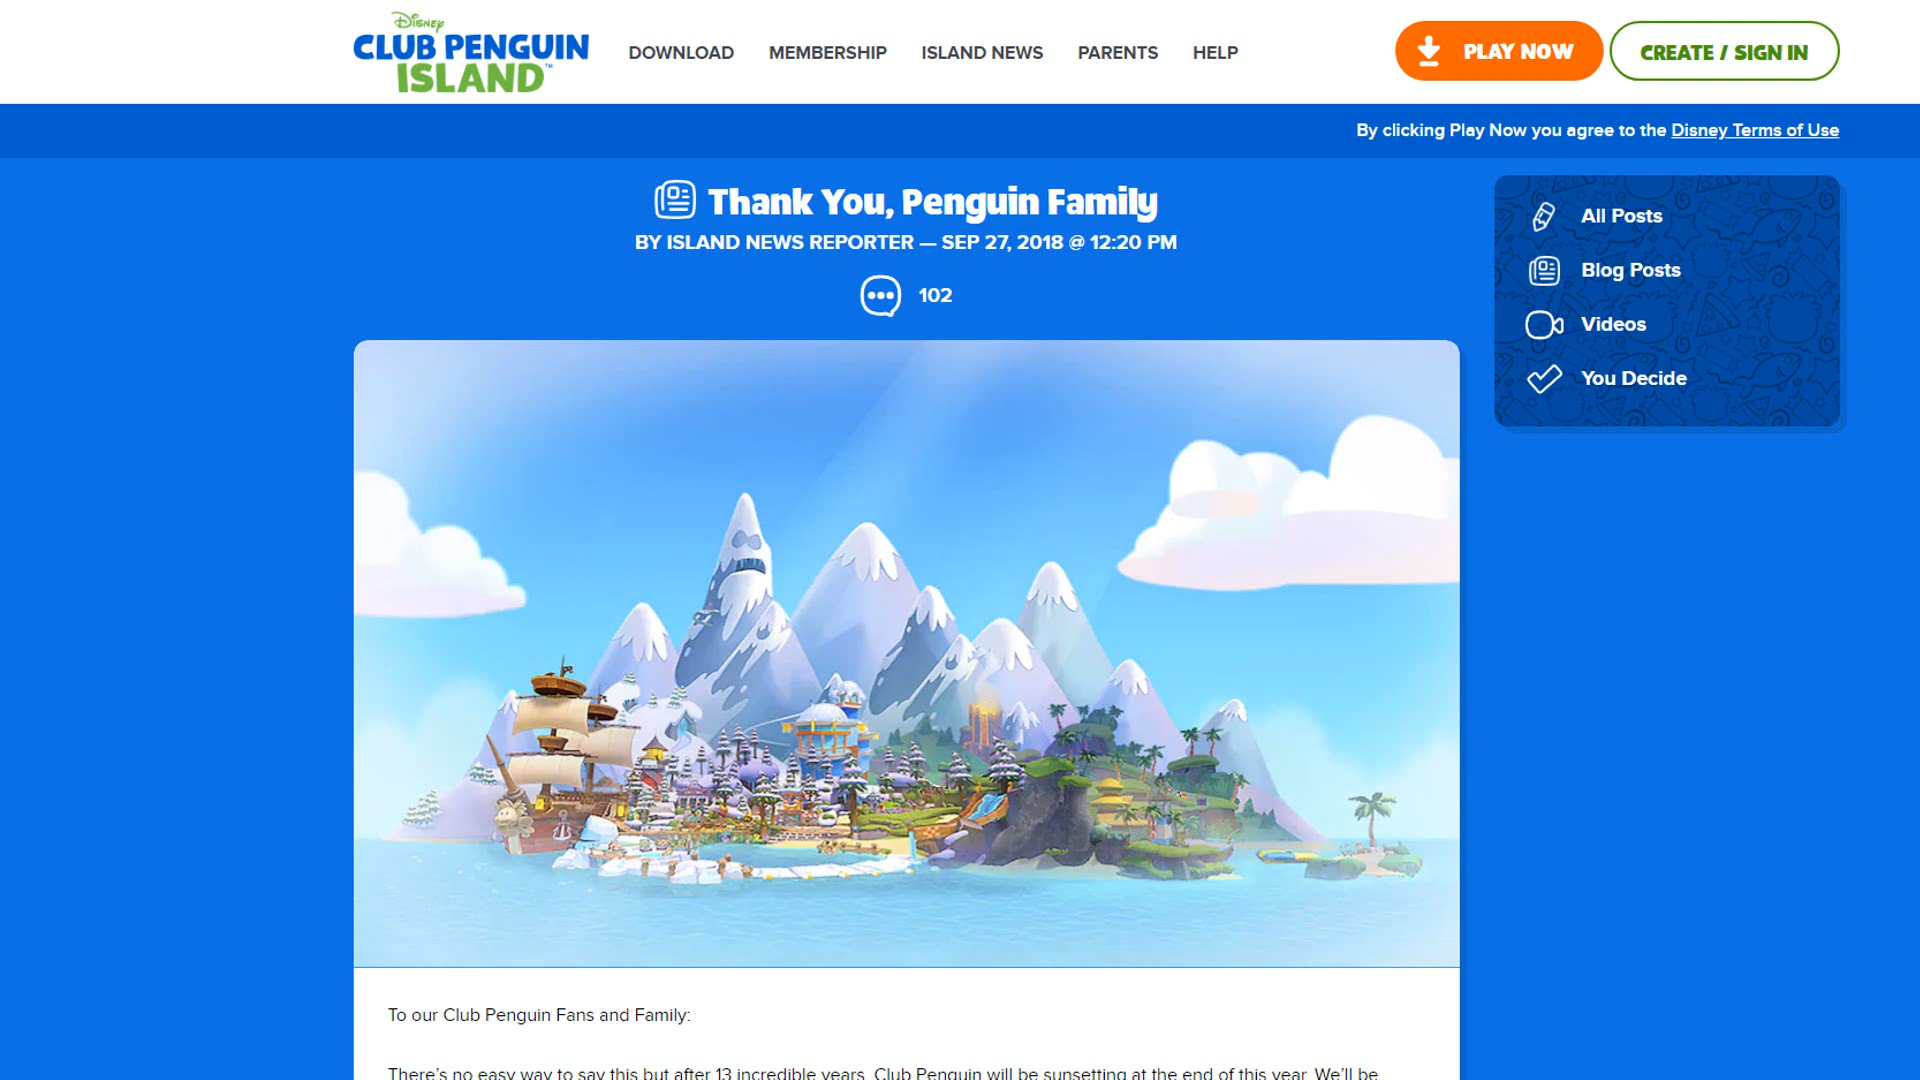 Disney
CLUB PENGUIN
ISLAND™
DOWNLOAD MEMBERSHIP ISLAND NEWS PARENTS HELP
PLAY NOW
CREATE / SIGN IN
By clicking Play Now you agree to the Disney Terms of Use
Thank You, Penguin Family
BY ISLAND NEWS REPORTER — SEP 27, 2018 @ 12:20 PM
102
All Posts
Blog Posts
Videos
You Decide
To our Club Penguin Fans and Family:
There’s no easy way to say this but after 13 incredible years, Club Penguin will be sunsetting at the end of this year. We’ll be